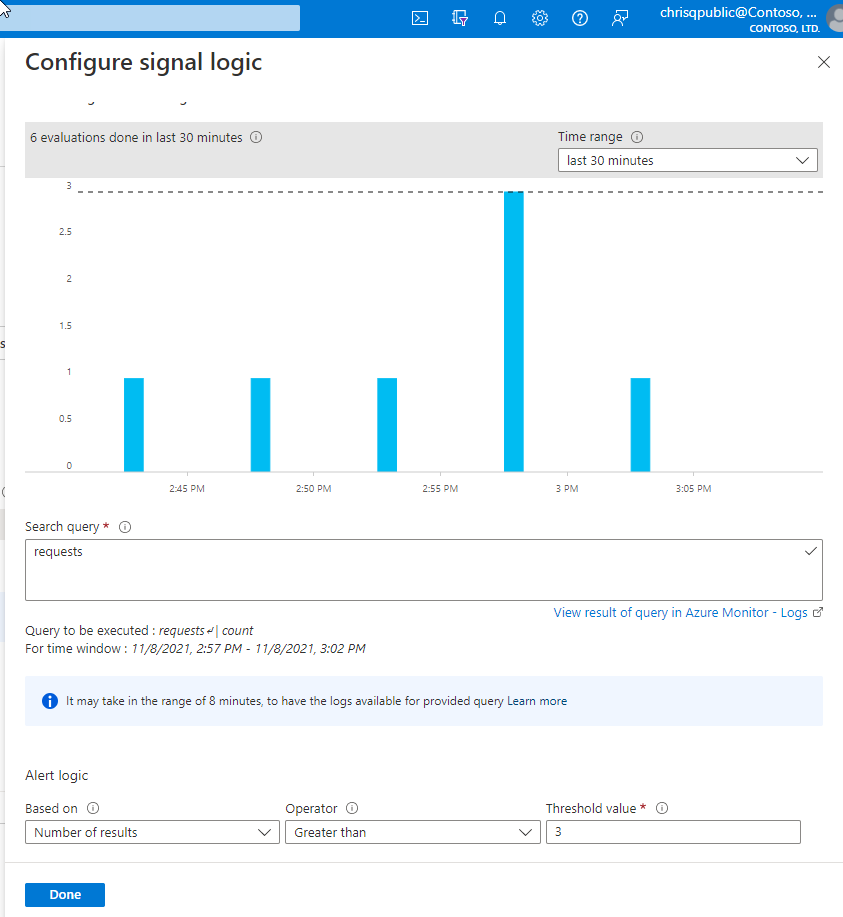 chrisqpublic@Contoso, ...
CONTOSO, LTD.
Configure signal logic
6 evaluations done in last 30 minutes
Time range
last 30 minutes
3
2.5
2
1.5
1
0.5
0
2:45 PM 2:50 PM 2:55 PM 3 PM 3:05 PM
Search query *
requests
View result of query in Azure Monitor - Logs
Query to be executed : requests ↲ | count
For time window : 11/8/2021, 2:57 PM - 11/8/2021, 3:02 PM
It may take in the range of 8 minutes, to have the logs available for provided query Learn more
Alert logic
Based on Operator Threshold value *
Number of results Greater than 3
Done